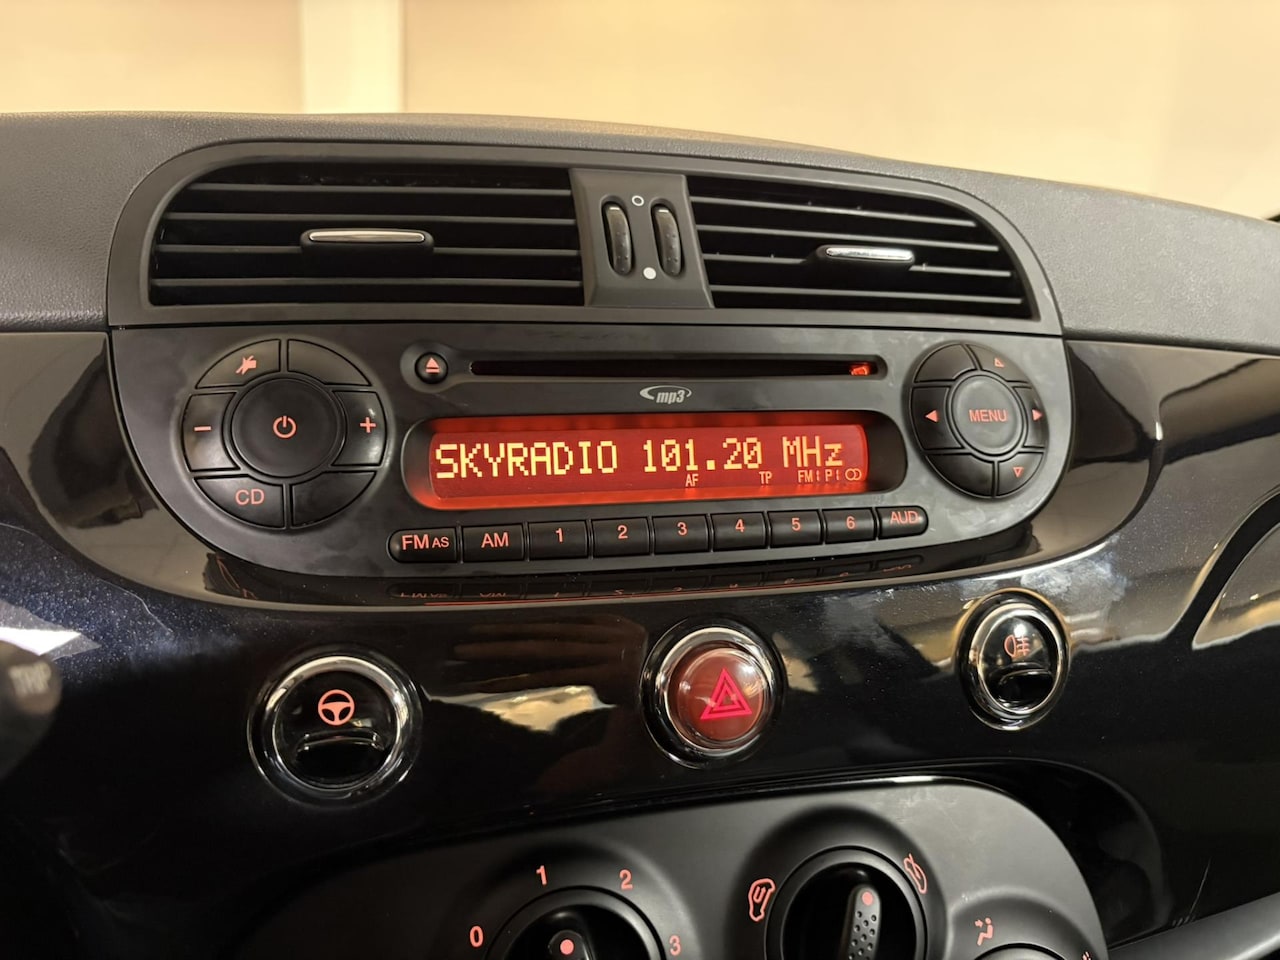 mp3
SKYRADIO 101.20 MHz
AF TP FM P
MENU
CD
FM AS AM 1 2 3 4 5 6 AUD
TRIP
1 2
0 3